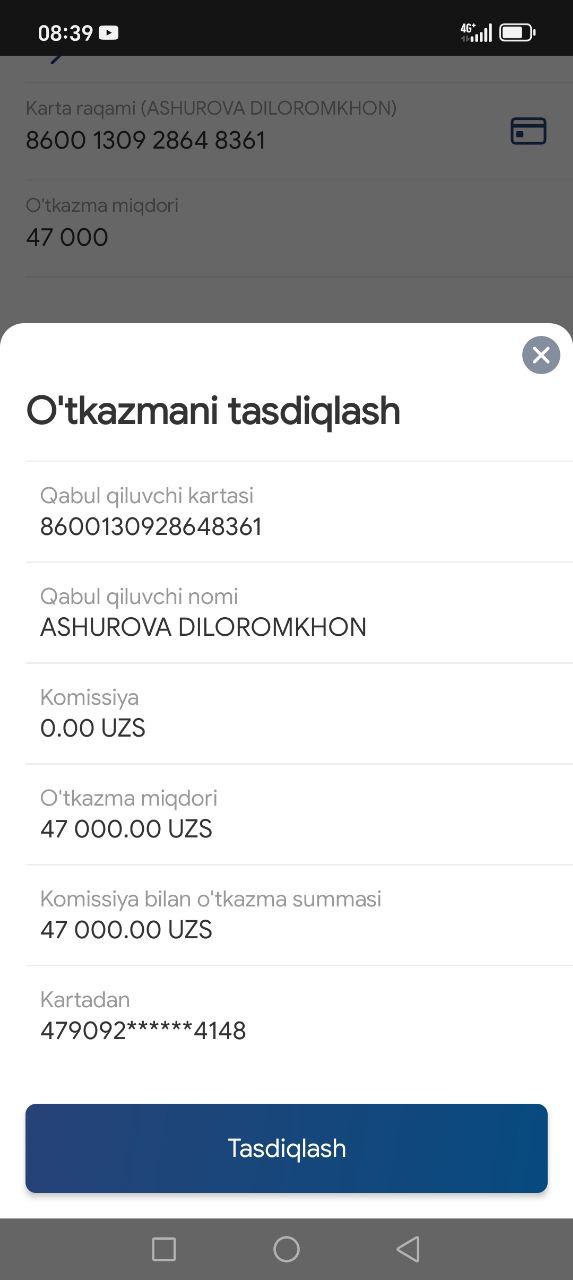 08:39
4G+
Karta raqami (ASHUROVA DILOROMKHON)
8600 1309 2864 8361
O'tkazma miqdori
47 000
O'tkazmani tasdiqlash
Qabul qiluvchi kartasi
8600130928648361
Qabul qiluvchi nomi
ASHUROVA DILOROMKHON
Komissiya
0.00 UZS
O'tkazma miqdori
47 000.00 UZS
Komissiya bilan o'tkazma summasi
47 000.00 UZS
Kartadan
479092******4148
Tasdiqlash